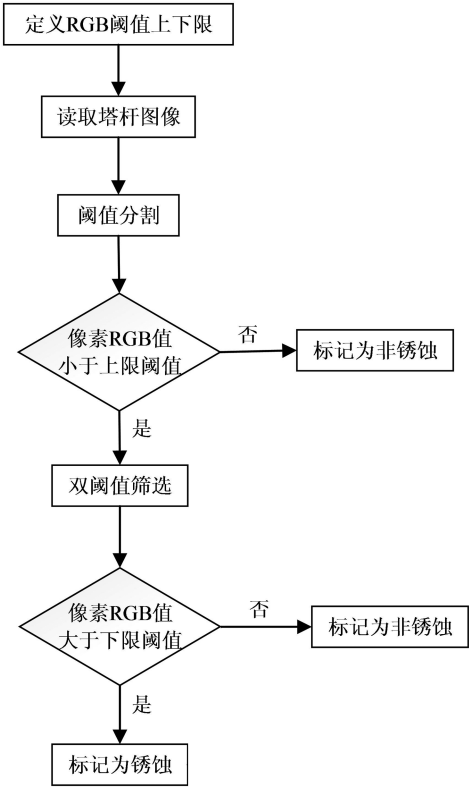 定义RGB阈值上下限
读取塔杆图像
阈值分割
像素RGB值
小于上限阈值
否
标记为非锈蚀
是
双阈值筛选
像素RGB值
大于下限阈值
否
标记为非锈蚀
是
标记为锈蚀